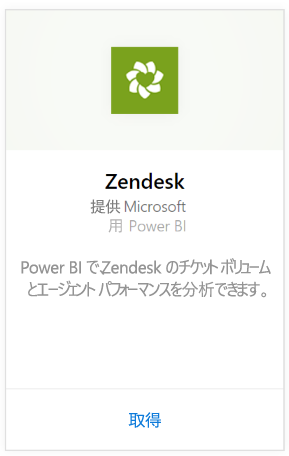 Zendesk
提供 Microsoft
用 Power BI
Power BI で、Zendesk のチケット ボリューム
とエージェント パフォーマンスを分析できます。
取得